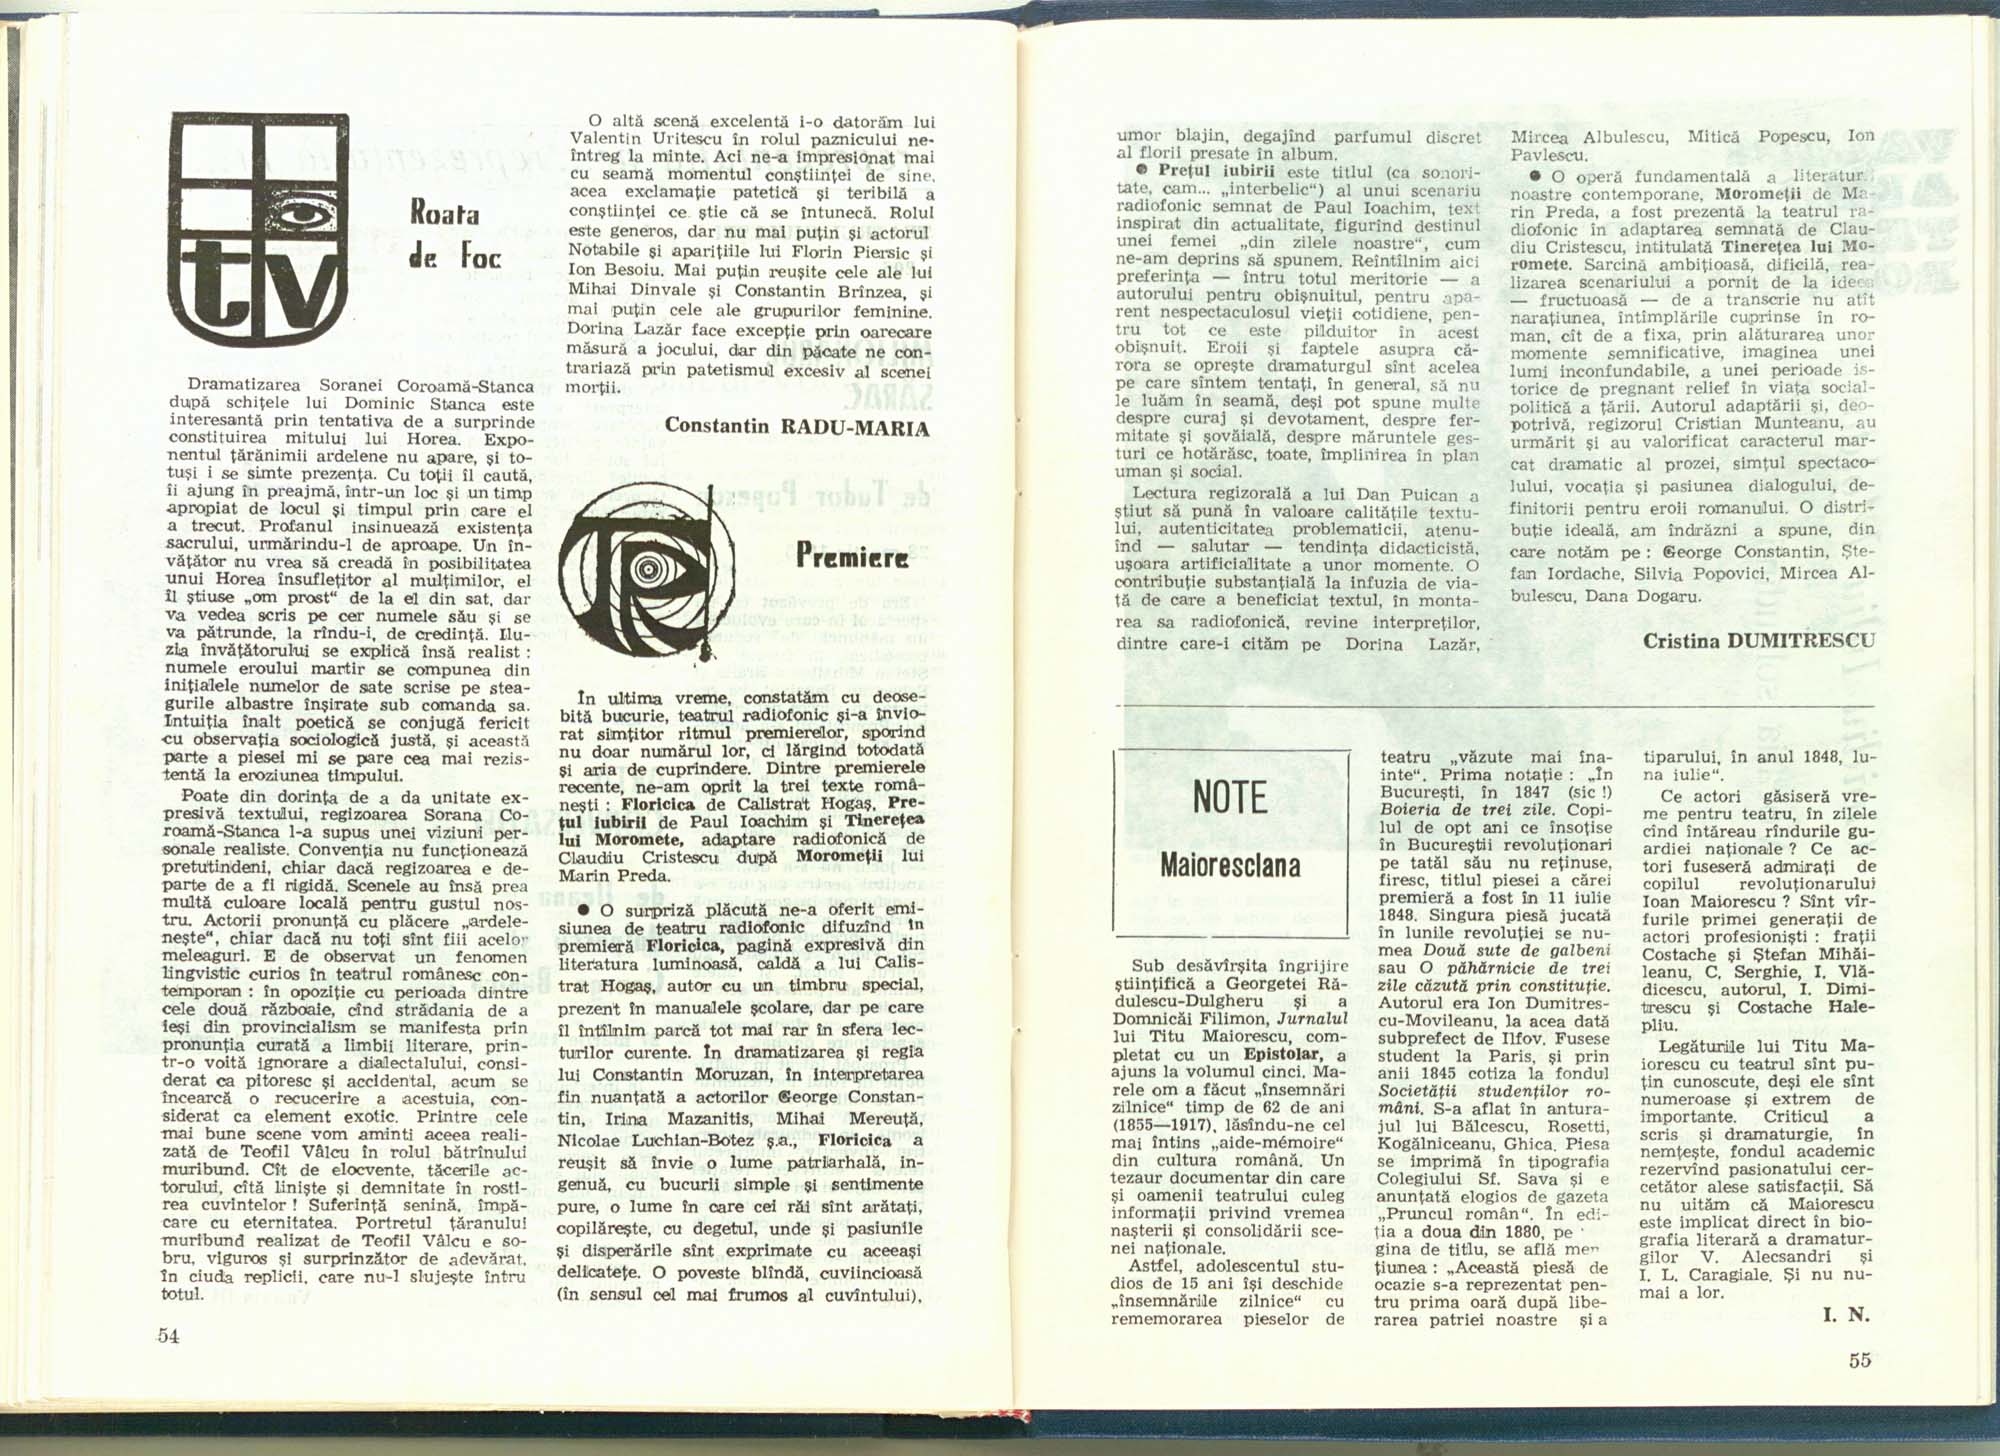 tv
Roata
de foc
Dramatizarea Soranei Coroamă-Stanca
după schițele lui Dominic Stanca este
interesantă prin tentativa de a surprinde
constituirea mitului lui Horea. Expo-
nentul țărănimii ardelene nu apare, și to-
tuși i se simte prezența. Cu toții îl caută,
îi ajung în preajmă, într-un loc și un timp
apropiat de locul și timpul prin care el
a trecut. Profanul insinuează existența
sacrului, urmărindu-l de aproape. Un în-
vățător nu vrea să creadă în posibilitatea
unui Horea însuflețitor al mulțimilor, el
îl știuse „om prost“ de la el din sat, dar
va vedea scris pe cer numele său și se
va pătrunde, la rîndu-i, de credință. Ilu-
zia învățătorului se explică însă realist :
numele eroului martir se compunea din
inițialele numelor de sate scrise pe stea-
gurile albastre înșirate sub comanda sa.
Intuiția înalt poetică se conjugă fericit
cu observația sociologică justă, și această
parte a piesei mi se pare cea mai rezis-
tentă la eroziunea timpului.
Poate din dorința de a da unitate ex-
presivă textului, regizoarea Sorana Co-
roamă-Stanca l-a supus unei viziuni per-
sonale realiste. Convenția nu funcționează
pretutindeni, chiar dacă regizoarea e de-
parte de a fi rigidă. Scenele au însă prea
multă culoare locală pentru gustul nos-
tru. Actorii pronunță cu plăcere „ardele-
nește“, chiar dacă nu toți sînt fiii acelor
meleaguri. E de observat un fenomen
lingvistic curios în teatrul românesc con-
temporan : în opoziție cu perioada dintre
cele două războaie, cînd strădania de a
ieși din provincialism se manifesta prin
pronunția curată a limbii literare, prin-
tr-o voită ignorare a dialectalului, consi-
derat ca pitoresc și accidental, acum se
încearcă o recucerire a acestuia, con-
siderat ca element exotic. Printre cele
mai bune scene vom aminti aceea reali-
zată de Teofil Vâlcu în rolul bătrînului
muribund. Cît de elocvente, tăcerile ac-
torului, cîtă liniște și demnitate în rosti-
rea cuvintelor ! Suferință senină, împă-
care cu eternitatea. Portretul țăranului
muribund realizat de Teofil Vâlcu e so-
bru, viguros și surprinzător de adevărat,
în ciuda replicii, care nu-l slujește întru
totul.
54
O altă scenă excelentă i-o datorăm lui
Valentin Uritescu în rolul paznicului ne-
întreg la minte. Aci ne-a impresionat mai
cu seamă momentul conștiinței de sine,
acea exclamație patetică și teribilă a
conștiinței ce știe că se întunecă. Rolul
este generos, dar nu mai puțin și actorul
Notabile și aparițiile lui Florin Piersic și
Ion Besoiu. Mai puțin reușite cele ale lui
Mihai Dinvale și Constantin Brînzea, și
mai puțin cele ale grupurilor feminine.
Dorina Lazăr face excepție prin oarecare
măsură a jocului, dar din păcate ne con-
trariază prin patetismul excesiv al scenei
morții.
Constantin RADU-MARIA
TR
Premiere
În ultima vreme, constatăm cu deose-
bită bucurie, teatrul radiofonic și-a învio-
rat simțitor ritmul premierelor, sporind
nu doar numărul lor, ci lărgind totodată
și aria de cuprindere. Dintre premierele
recente, ne-am oprit la trei texte româ-
nești : Floricica de Calistrat Hogaș, Pre-
țul iubirii de Paul Ioachim și Tinerețea
lui Moromete, adaptare radiofonică de
Claudiu Cristescu după Moromeții lui
Marin Preda.
● O surpriză plăcută ne-a oferit emi-
siunea de teatru radiofonic difuzînd în
premieră Floricica, pagină expresivă din
literatura luminoasă, caldă a lui Calis-
trat Hogaș, autor cu un timbru special,
prezent în manualele școlare, dar pe care
îl întîlnim parcă tot mai rar în sfera lec-
turilor curente. În dramatizarea și regia
lui Constantin Moruzan, în interpretarea
fin nuanțată a actorilor George Constan-
tin, Irina Mazanitis, Mihai Mereuță,
Nicolae Luchian-Botez ș.a., Floricica a
reușit să învie o lume patriarhală, in-
genuă, cu bucurii simple și sentimente
pure, o lume în care cei răi sînt arătați,
copilărește, cu degetul, unde și pasiunile
și disperările sînt exprimate cu aceeași
delicatețe. O poveste blîndă, cuviincioasă
(în sensul cel mai frumos al cuvîntului),
umor blajin, degajînd parfumul discret
al florii presate în album.
● Prețul iubirii este titlul (ca sonori-
tate, cam... „interbelic“) al unui scenariu
radiofonic semnat de Paul Ioachim, text
inspirat din actualitate, figurînd destinul
unei femei „din zilele noastre“, cum
ne-am deprins să spunem. Reîntîlnim aici
preferința — întru totul meritorie — a
autorului pentru obișnuitul, pentru apa-
rent nespectaculosul vieții cotidiene, pen-
tru tot ce este pilduitor în acest
obișnuit. Eroii și faptele asupra că-
rora se oprește dramaturgul sînt acelea
pe care sîntem tentați, în general, să nu
le luăm în seamă, deși pot spune multe
despre curaj și devotament, despre fer-
mitate și șovăială, despre măruntele ges-
turi ce hotărăsc, toate, împlinirea în plan
uman și social.
Lectura regizorală a lui Dan Puican a
știut să pună în valoare calitățile textu-
lui, autenticitatea problematicii, atenu-
înd — salutar — tendința didacticistă,
ușoara artificialitate a unor momente. O
contribuție substanțială la infuzia de via-
ță de care a beneficiat textul, în monta-
rea sa radiofonică, revine interpreților,
dintre care-i cităm pe Dorina Lazăr,
Mircea Albulescu, Mitică Popescu, Ion
Pavlescu.
● O operă fundamentală a literaturii
noastre contemporane, Moromeții de Ma-
rin Preda, a fost prezentă la teatrul ra-
diofonic în adaptarea semnată de Clau-
diu Cristescu, intitulată Tinerețea lui Mo-
romete. Sarcină ambițioasă, dificilă, rea-
lizarea scenariului a pornit de la ideea
— fructuoasă — de a transcrie nu atît
narațiunea, întîmplările cuprinse în ro-
man, cît de a fixa, prin alăturarea unor
momente semnificative, imaginea unei
lumi inconfundabile, a unei perioade is-
torice de pregnant relief în viața social-
politică a țării. Autorul adaptării și, deo-
potrivă, regizorul Cristian Munteanu, au
urmărit și au valorificat caracterul mar-
cat dramatic al prozei, simțul spectaco-
lului, vocația și pasiunea dialogului, de-
finitorii pentru eroii romanului. O distri-
buție ideală, am îndrăzni a spune, din
care notăm pe : George Constantin, Ște-
fan Iordache, Silvia Popovici, Mircea Al-
bulescu, Dana Dogaru.
Cristina DUMITRESCU
NOTE
Maioresciana
Sub desăvîrșita îngrijire
științifică a Georgetei Ră-
dulescu-Dulgheru și a
Domnicăi Filimon, Jurnalul
lui Titu Maiorescu, com-
pletat cu un Epistolar, a
ajuns la volumul cinci. Ma-
rele om a făcut „însemnări
zilnice“ timp de 62 de ani
(1855—1917), lăsîndu-ne cel
mai întins „aide-mémoire“
din cultura română. Un
tezaur documentar din care
și oamenii teatrului culeg
informații privind vremea
nașterii și consolidării sce-
nei naționale.
Astfel, adolescentul stu-
dios de 15 ani își deschide
„însemnările zilnice“ cu
rememorarea pieselor de
teatru „văzute mai îna-
inte“. Prima notație : „În
București, în 1847 (sic !)
Boieria de trei zile. Copi-
lul de opt ani ce însoțise
în Bucureștii revoluționari
pe tatăl său nu reținuse,
firesc, titlul piesei a cărei
premieră a fost în 11 iulie
1848. Singura piesă jucată
în lunile revoluției se nu-
mea Două sute de galbeni
sau O păhărnicie de trei
zile căzută prin constituție.
Autorul era Ion Dumitres-
cu-Movileanu, la acea dată
subprefect de Ilfov. Fusese
student la Paris, și prin
anii 1845 cotiza la fondul
Societății studenților ro-
mâni. S-a aflat în antura-
jul lui Bălcescu, Rosetti,
Kogălniceanu, Ghica. Piesa
se imprimă în tipografia
Colegiului Sf. Sava și e
anunțată elogios de gazeta
„Pruncul român“. În edi-
ția a doua din 1880, pe
gina de titlu, se află men
țiunea : „Această piesă de
ocazie s-a reprezentat pen-
tru prima oară după libe-
rarea patriei noastre și a
tiparului, în anul 1848, lu-
na iulie“.
Ce actori găsiseră vre-
me pentru teatru, în zilele
cînd întăreau rîndurile gu-
ardiei naționale ? Ce ac-
tori fuseseră admirați de
copilul revoluționarului
Ioan Maiorescu ? Sînt vîr-
furile primei generații de
actori profesioniști : frații
Costache și Ștefan Mihăi-
leanu, C. Serghie, I. Vlă-
dicescu, autorul, I. Dimi-
trescu și Costache Hale-
pliu.
Legăturile lui Titu Ma-
iorescu cu teatrul sînt pu-
țin cunoscute, deși ele sînt
numeroase și extrem de
importante. Criticul a
scris și dramaturgie, în
nemțește, fondul academic
rezervînd pasionatului cer-
cetător alese satisfacții. Să
nu uităm că Maiorescu
este implicat direct în bio-
grafia literară a dramatur-
gilor V. Alecsandri și
I. L. Caragiale. Și nu nu-
mai a lor.
I. N.
55